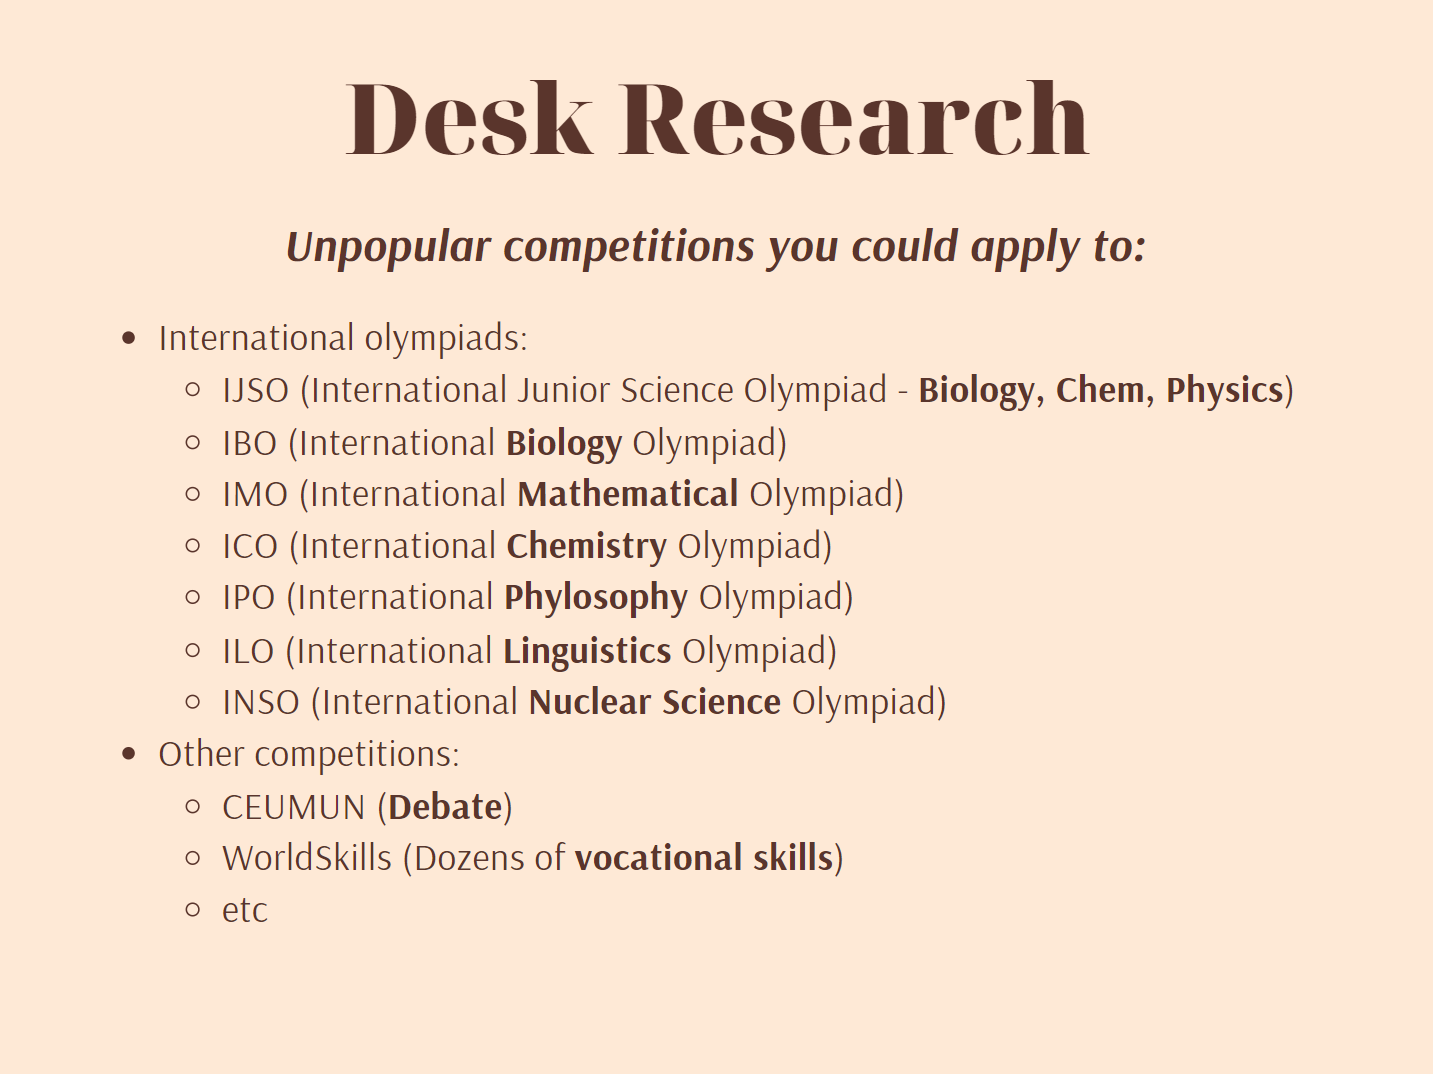 Desk Research
Unpopular competitions you could apply to:
• International olympiads:
○ IJSO (International Junior Science Olympiad - Biology, Chem, Physics)
○ IBO (International Biology Olympiad)
○ IMO (International Mathematical Olympiad)
○ ICO (International Chemistry Olympiad)
○ IPO (International Phylosophy Olympiad)
○ ILO (International Linguistics Olympiad)
○ INSO (International Nuclear Science Olympiad)
• Other competitions:
○ CEUMUN (Debate)
○ WorldSkills (Dozens of vocational skills)
○ etc